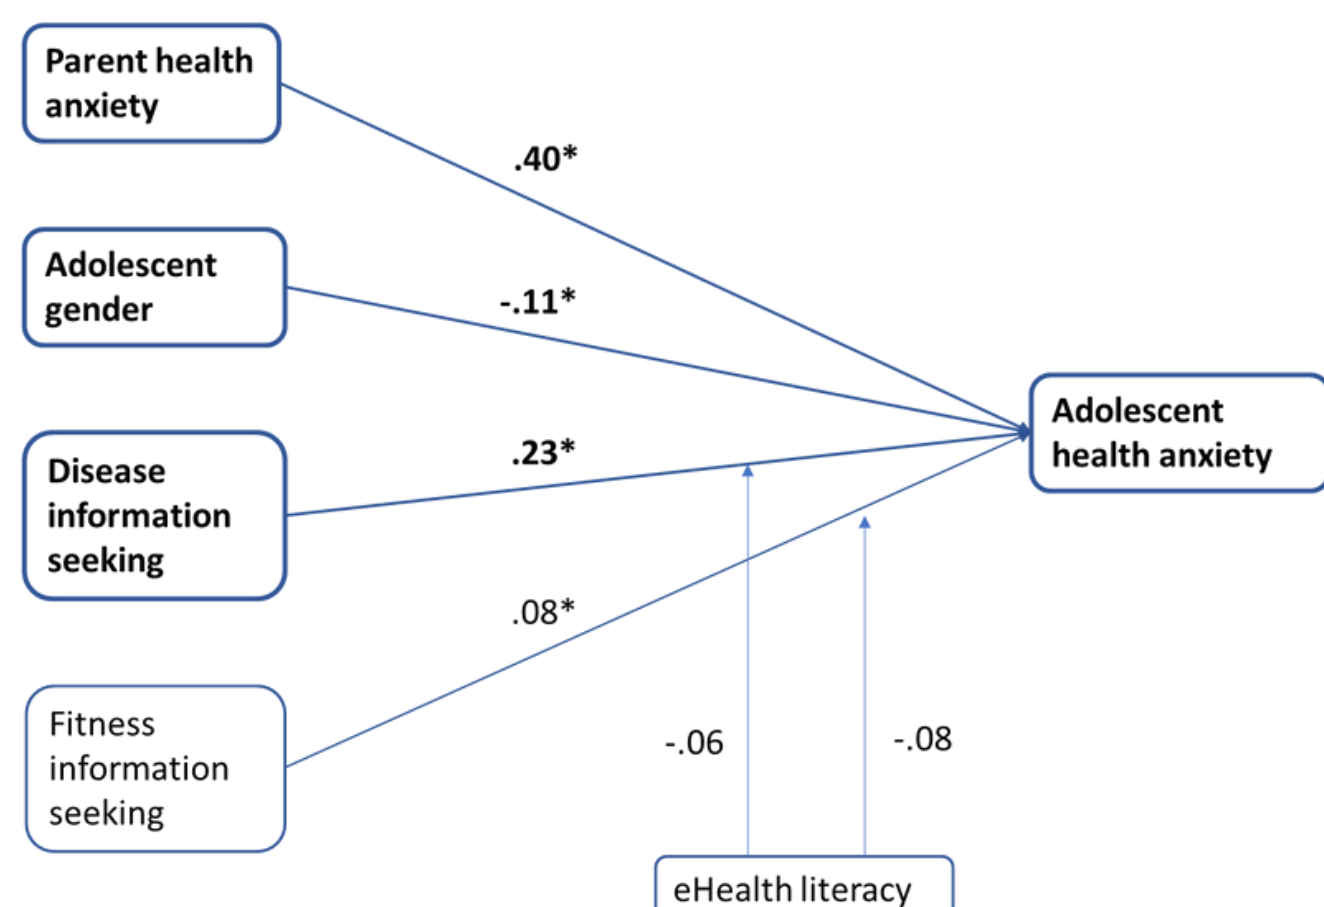 Parent health
anxiety
.40*
Adolescent
gender
-.11*
Disease
information
seeking
.23*
Adolescent
health anxiety
Fitness
information
seeking
.08*
-.06
-.08
eHealth literacy